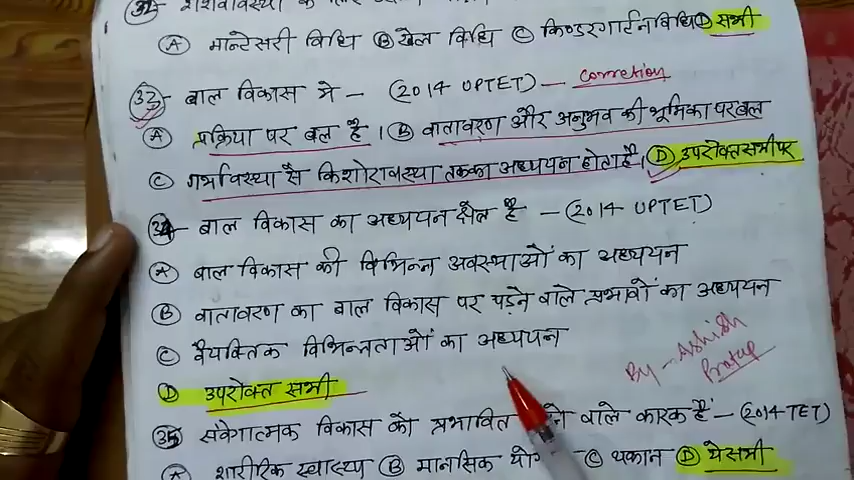 32- शैशवावस्था के लिए
Ⓐ मान्टेसरी विधि Ⓑ खेल विधि Ⓒ किण्डरगार्टन विधि Ⓓ सभी
33- बाल विकास मे - (2014 UPTET) - Correction
Ⓐ प्रक्रिया पर बल है। Ⓑ वातावरण और अनुभव की भूमिका पर बल
Ⓒ गर्भावस्था से किशोरावस्था तक का अध्ययन होता है। Ⓓ उपरोक्त सभी पर
34- बाल विकास का अध्ययन क्षेत्र है - (2014 UPTET)
Ⓐ बाल विकास की विभिन्न अवस्थाओं का अध्ययन
Ⓑ वातावरण का बाल विकास पर पड़ने वाले प्रभावों का अध्ययन
Ⓒ वैयक्तिक विभिन्नताओं का अध्ययन
By - Ashish
Pratap
Ⓓ उपरोक्त सभी
35- संवेगात्मक विकास को प्रभावित वाले कारक हैं - (2014-TET)
Ⓐ शारीरिक स्वास्थ्य Ⓑ मानसिक Ⓒ थकान Ⓓ ये सभी